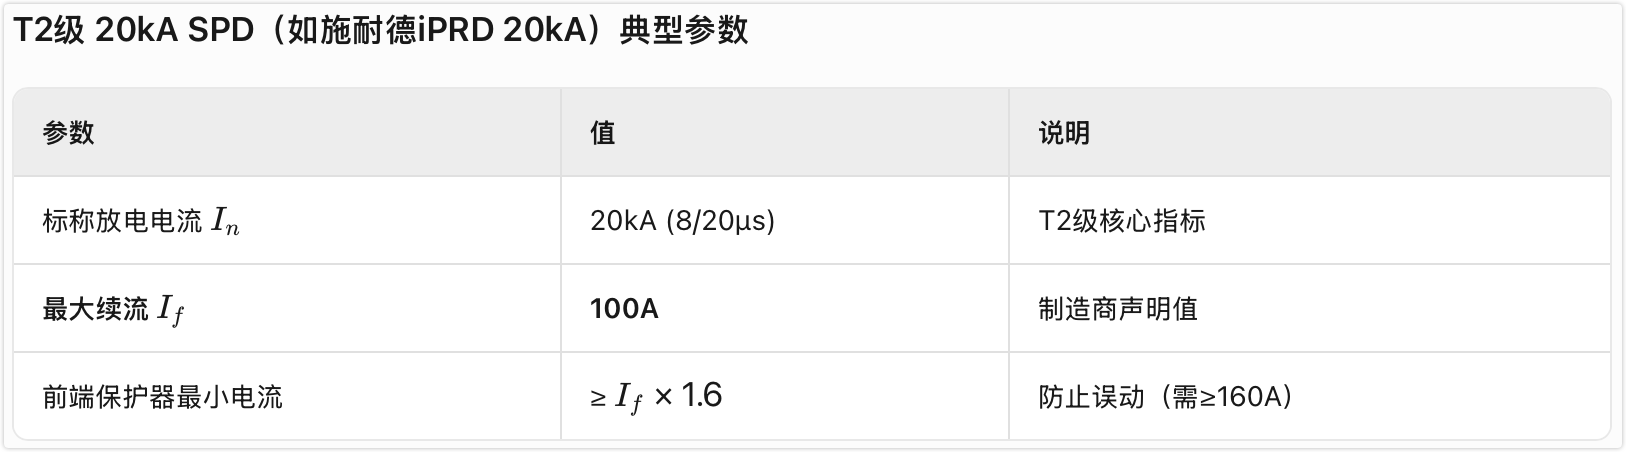 T2级 20kA SPD（如施耐德iPRD 20kA）典型参数
参数 值 说明
标称放电电流 Iₙ 20kA (8/20μs) T2级核心指标
最大续流 I_f 100A 制造商声明值
前端保护器最小电流 ≥ I_f × 1.6 防止误动（需≥160A）